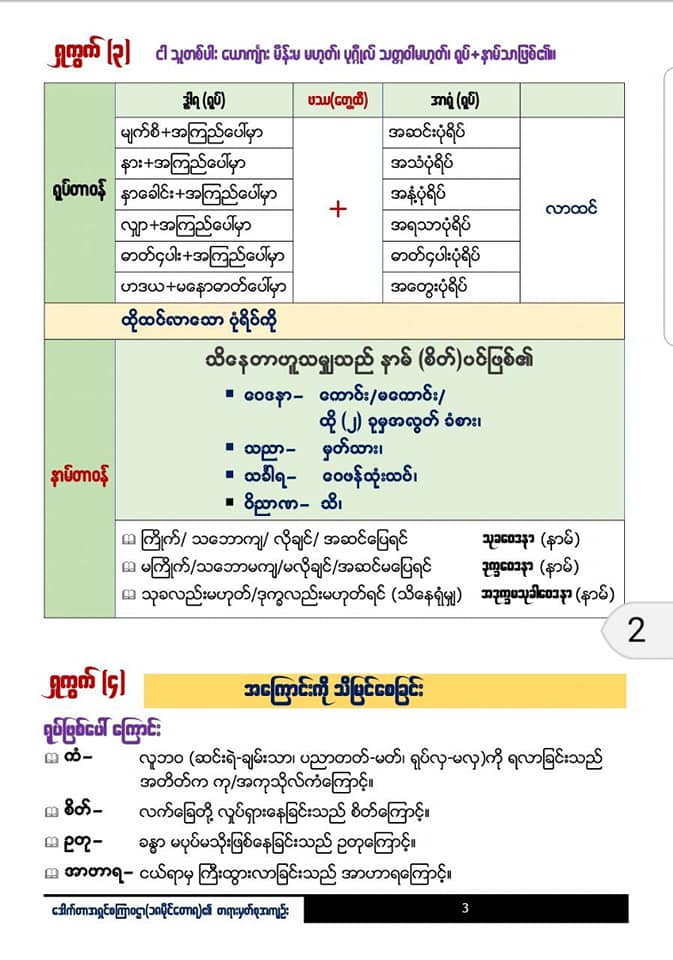 ရှုကွက် (၃) ငါ သူတစ်ပါး ယောက်ျား မိန်းမ မဟုတ်၊ ပုဂ္ဂိုလ် သတ္တဝါမဟုတ်၊ ရုပ်+နာမ်သာဖြစ်၏။
ဒွါရ (ရုပ်) ဖဿ(တွေ့ထိ) အာရုံ (ရုပ်)
မျက်စိ+အကြည်ပေါ်မှာ အဆင်းပုံရိပ်
နား+အကြည်ပေါ်မှာ အသံပုံရိပ်
ရုပ်တာဝန် နှာခေါင်း+အကြည်ပေါ်မှာ + အနံ့ပုံရိပ် လာထင်
လျှာ+အကြည်ပေါ်မှာ အရသာပုံရိပ်
ဓာတ်၄ပါး+အကြည်ပေါ်မှာ ဓာတ်၄ပါးပုံရိပ်
ဟဒယ+မနောဓာတ်ပေါ်မှာ အတွေးပုံရိပ်
ထိုထင်လာသော ပုံရိပ်ကို
သိနေတာဟူသမျှသည် နာမ် (စိတ်)ပင်ဖြစ်၏
▪ ဝေဒနာ– ကောင်း/မကောင်း/
ထို (၂) ခုမှအလွတ် ခံစား၊
▪ သညာ– မှတ်သား၊
နာမ်တာဝန် ▪ သင်္ခါရ– ဝေဖန်သုံးသပ်၊
▪ ဝိညာဏ– သိ၊
ကြိုက်/ သဘောကျ/ လိုချင်/ အဆင်ပြေရင် သုခဝေဒနာ (နာမ်)
မကြိုက်/သဘောမကျ/မလိုချင်/အဆင်မပြေရင် ဒုက္ခဝေဒနာ (နာမ်)
သုခလည်းမဟုတ်/ဒုက္ခလည်းမဟုတ်ရင် (သိနေရုံမျှ) အဒုက္ခမသုခါဝေဒနာ (နာမ်)
2
ရှုကွက် (၄) အကြောင်းကို သိမြင်စေခြင်း
ရုပ်ဖြစ်ပေါ် ကြောင်း
ကံ– လူဘဝ (ဆင်းရဲ-ချမ်းသာ၊ ပညာတတ်-မတ်၊ ရုပ်လှ-မလှ)ကို ရလာခြင်းသည်
အတိတ်က ကု/အကုသိုလ်ကံကြောင့်။
စိတ်– လက်ခြေတို့ လှုပ်ရှားနေခြင်းသည် စိတ်ကြောင့်။
ဥတု– ခန္ဓာ မပုပ်မသိုးဖြစ်နေခြင်းသည် ဥတုကြောင့်။
အာဟာရ– ငယ်ရာမှ ကြီးထွားလာခြင်းသည် အာဟာရကြောင့်။
ဒေါက်တာအရှင်စကြောဝဠာ(၁၈မိုင်တောရ)၏ တရားမှတ်စုအကျဉ်း 3